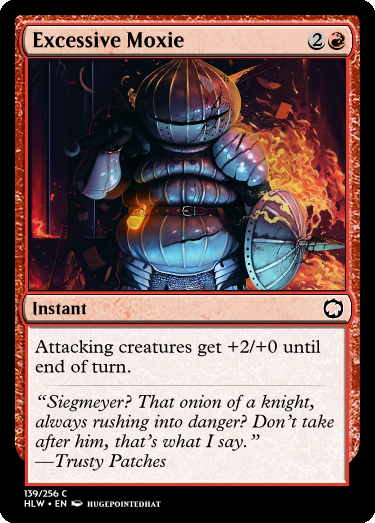 Excessive Moxie 2
Instant
Attacking creatures get +2/+0 until
end of turn.
“Siegmeyer? That onion of a knight,
always rushing into danger? Don’t take
after him, that’s what I say.”
—Trusty Patches
139/256 C
HLW • EN HUGEPOINTEDHAT